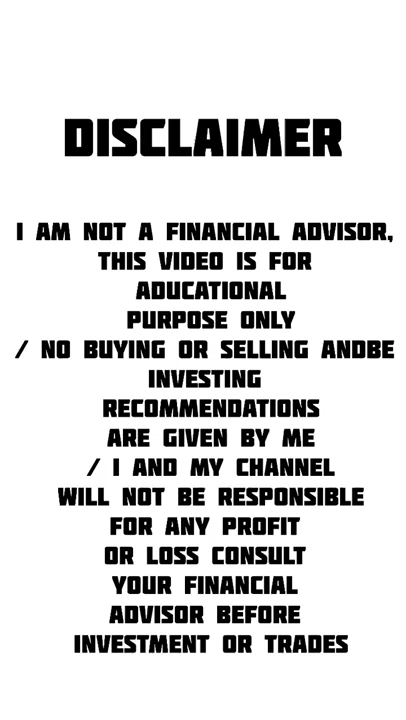 DISCLAIMER
I AM NOT A FINANCIAL ADVISOR,
THIS VIDEO IS FOR
ADUCATIONAL
PURPOSE ONLY
/ NO BUYING OR SELLING ANDBE
INVESTING
RECOMMENDATIONS
ARE GIVEN BY ME
/ I AND MY CHANNEL
WILL NOT BE RESPONSIBLE
FOR ANY PROFIT
OR LOSS CONSULT
YOUR FINANCIAL
ADVISOR BEFORE
INVESTMENT OR TRADES